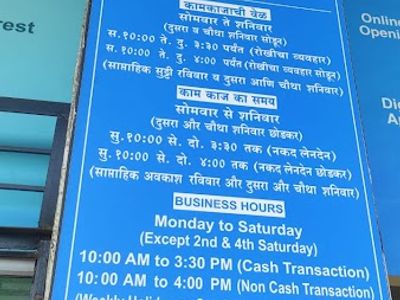 Online
Openi
rest
कामकाजाची वेळ
सोमवार ते शनिवार
(दुसरा व चौथा शनिवार सोडून)
स.१०:०० ते. दु. ३:३० पर्यंत (रोखीचा व्यवहार)
स.१०:०० ते. दु. ४:०० पर्यंत(रोखीचा व्यवहार सोडून)
(साप्ताहिक सुट्टी रविवार व दुसरा आणि चौथा शनिवार)
काम काज का समय
सोमवार से शनिवार
(दुसरा और चौथा शनिवार छोडकर)
सु.१०:०० से. दो. ३:३० तक (नकद लेनदेन)
सु.१०:०० से. दो. ४:०० तक (नकद लेनदेन छोडकर)
(साप्ताहिक अवकाश रविवार और दुसरा और चौथा शनिवार)
BUSINESS HOURS
Monday to Saturday
(Except 2nd & 4th Saturday)
10:00 AM to 3:30 PM (Cash Transaction)
10:00 AM to 4:00 PM (Non Cash Transaction)
(Weekly